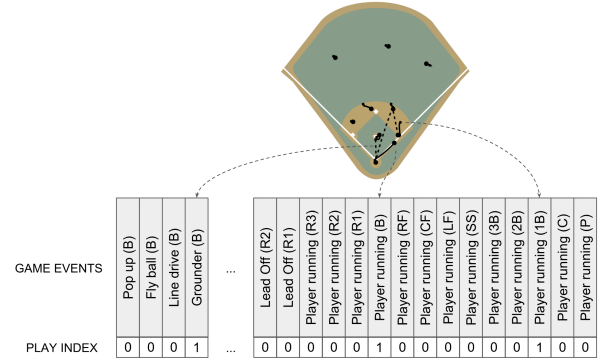 GAME EVENTS
Pop up (B)
Fly ball (B)
Line drive (B)
Grounder (B)
...
Lead Off (R2)
Lead Off (R1)
Player running (R3)
Player running (R2)
Player running (R1)
Player running (B)
Player running (RF)
Player running (CF)
Player running (LF)
Player running (SS)
Player running (3B)
Player running (2B)
Player running (1B)
Player running (C)
Player running (P)
PLAY INDEX 0 0 0 1 ... 0 0 0 0 0 1 0 0 0 0 0 0 1 0 0